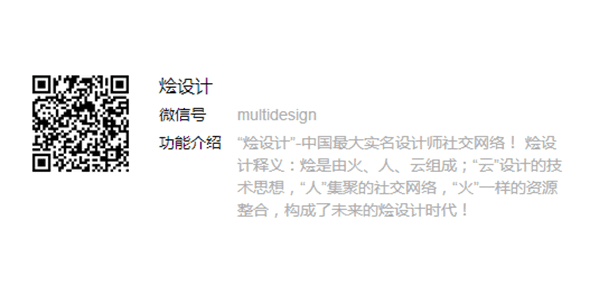 烩设计
微信号 multidesign
功能介绍 “烩设计”-中国最大实名设计师社交网络！ 烩设
计释义：烩是由火、人、云组成；“云”设计的技
术思想，“人”集聚的社交网络，“火”一样的资源
整合，构成了未来的烩设计时代！